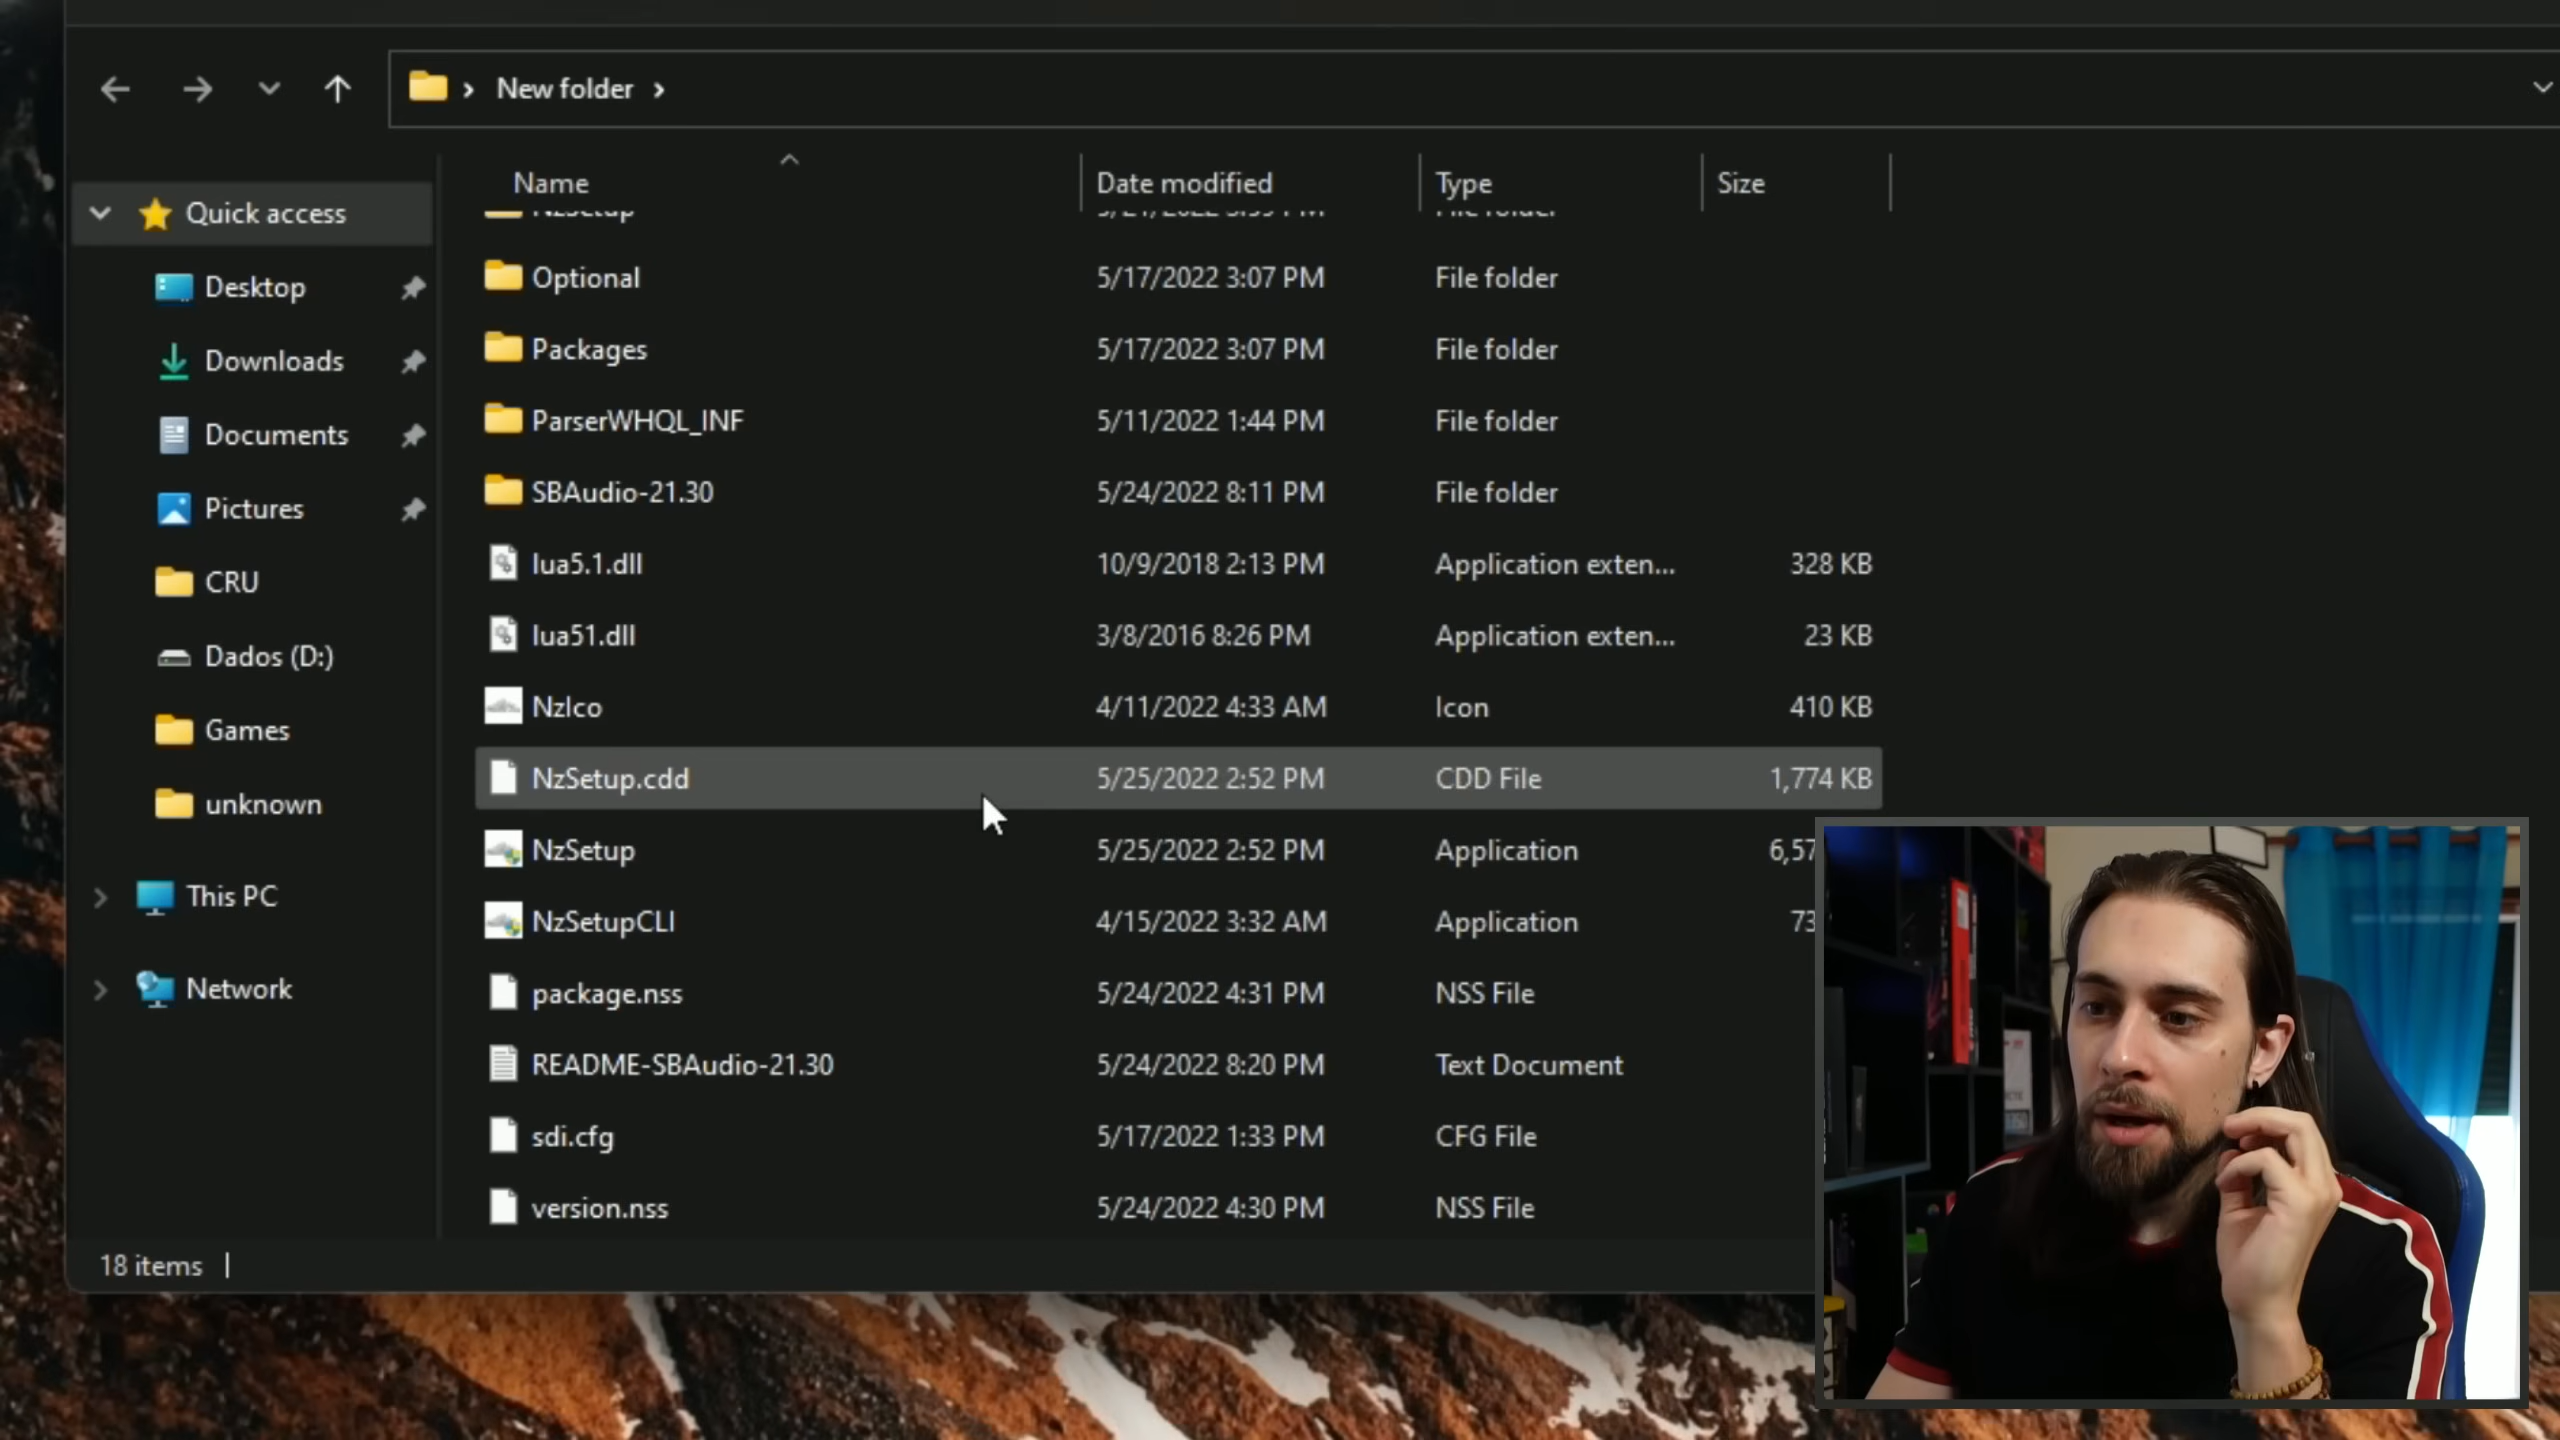 New folder
Name Date modified Type Size
Quick access
Desktop
Downloads
Documents
Pictures
CRU
Dados (D:)
Games
unknown
This PC
Network
Optional 5/17/2022 3:07 PM File folder
Packages 5/17/2022 3:07 PM File folder
ParserWHQL_INF 5/11/2022 1:44 PM File folder
SBAudio-21.30 5/24/2022 8:11 PM File folder
lua5.1.dll 10/9/2018 2:13 PM Application exten... 328 KB
lua51.dll 3/8/2016 8:26 PM Application exten... 23 KB
NzIco 4/11/2022 4:33 AM Icon 410 KB
NzSetup.cdd 5/25/2022 2:52 PM CDD File 1,774 KB
NzSetup 5/25/2022 2:52 PM Application 6,57
NzSetupCLI 4/15/2022 3:32 AM Application 73
package.nss 5/24/2022 4:31 PM NSS File
README-SBAudio-21.30 5/24/2022 8:20 PM Text Document
sdi.cfg 5/17/2022 1:33 PM CFG File
version.nss 5/24/2022 4:30 PM NSS File
18 items